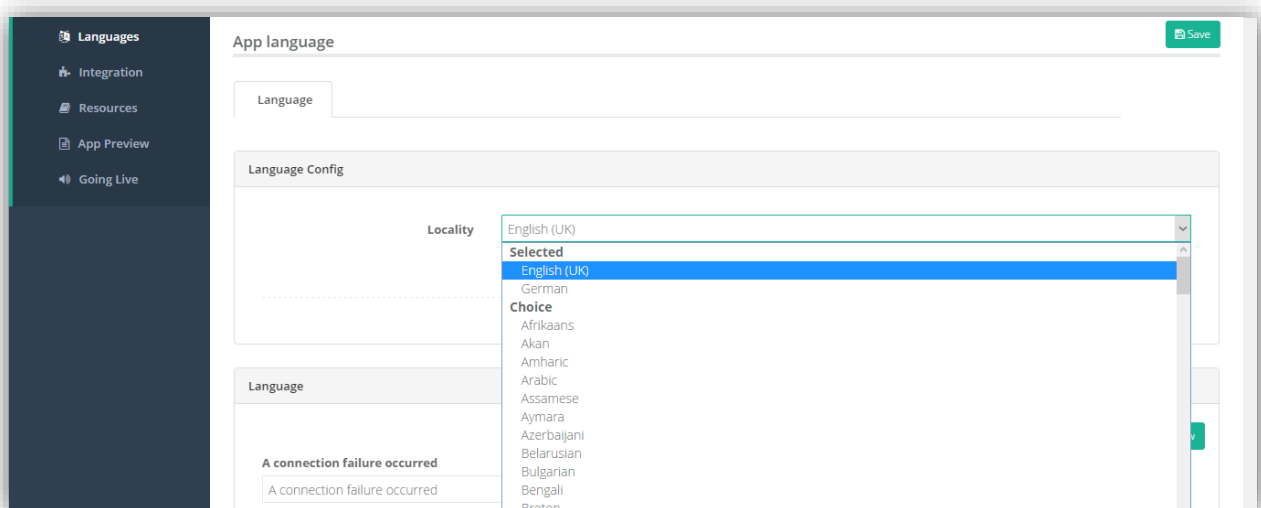 Languages
Integration
Resources
App Preview
Going Live
App language
Save
Language
Language Config
Locality
English (UK)
Selected
English (UK)
German
Choice
Afrikaans
Akan
Amharic
Arabic
Assamese
Aymara
Azerbaijani
Belarusian
Bulgarian
Bengali
Breton
Language
A connection failure occurred
A connection failure occurred